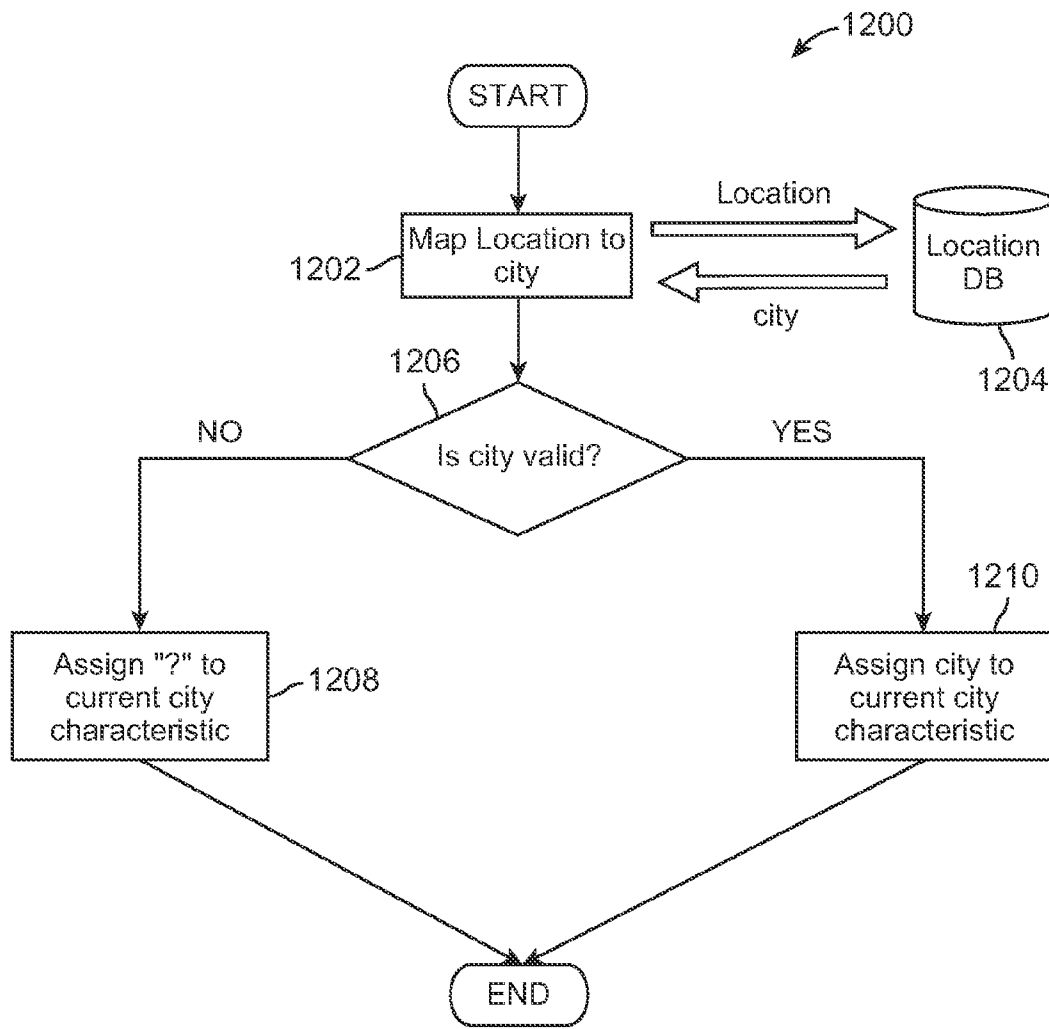 1200
START
Location
Map Location to
city
1202
Location
DB
city
1204
1206
NO
YES
Is city valid?
1210
Assign "?" to
current city
characteristic
1208
Assign city to
current city
characteristic
END